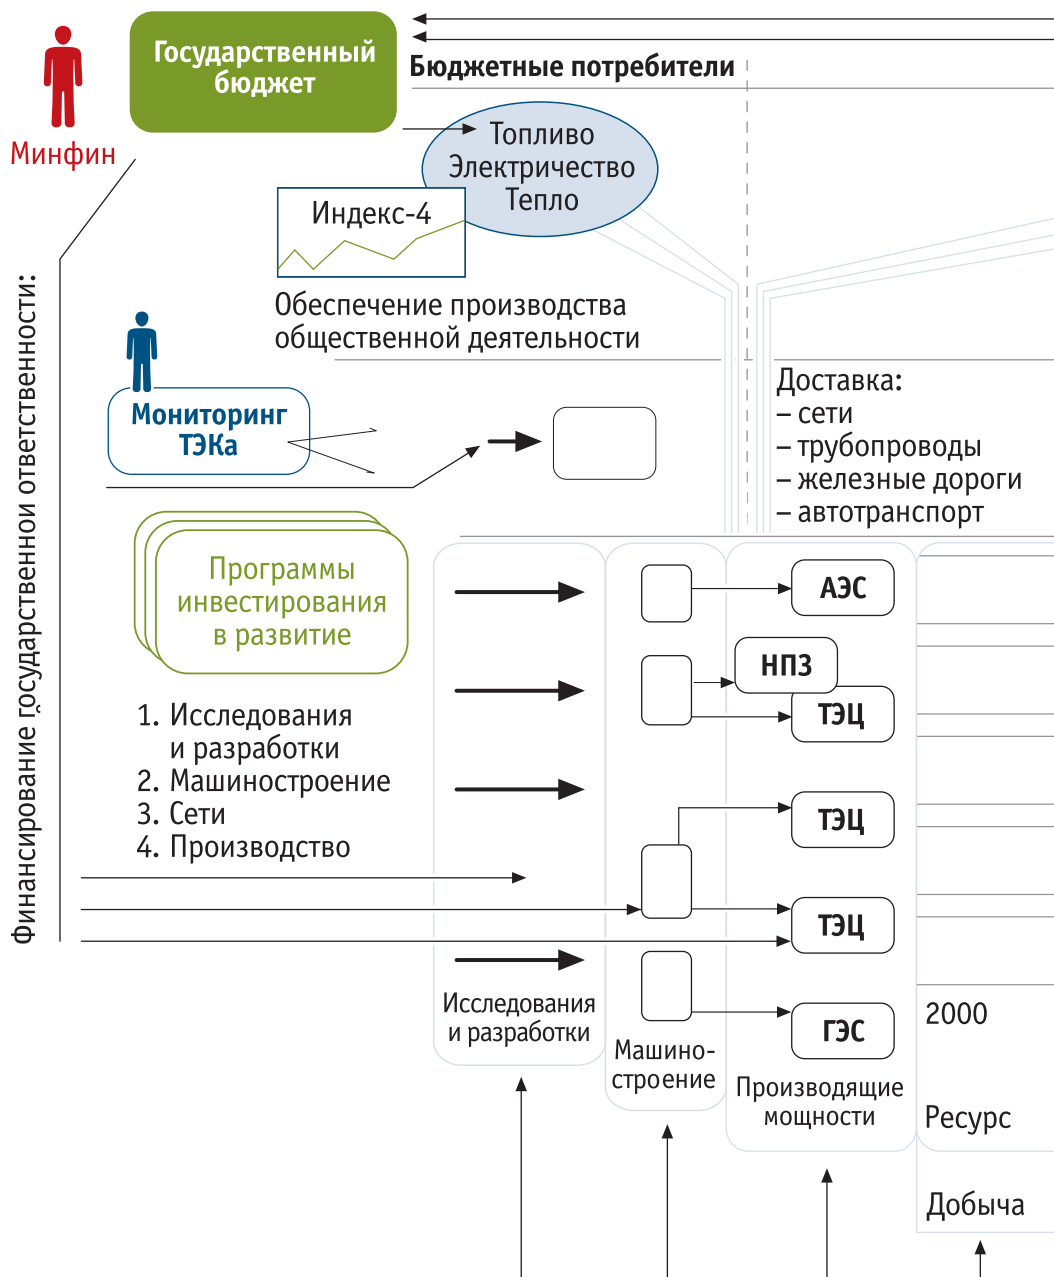 Государственный
бюджет
Минфин
Бюджетные потребители
Топливо
Электричество
Тепло
Индекс-4
Обеспечение производства
общественной деятельности
Финансирование государственнои ответственности:
Мониторинг
ТЭКа
Доставка:
– сети
– трубопроводы
– железные дороги
– автотранспорт
Программы
инвестирования
в развитие
1. Исследования
и разработки
2. Машиностроение
3. Сети
4. Производство
АЭС
НПЗ
ТЭЦ
ТЭЦ
ТЭЦ
ГЭС
Исследования
и разработки
Машино-
строение
Производящие
мощности
2000
Ресурс
Добыча